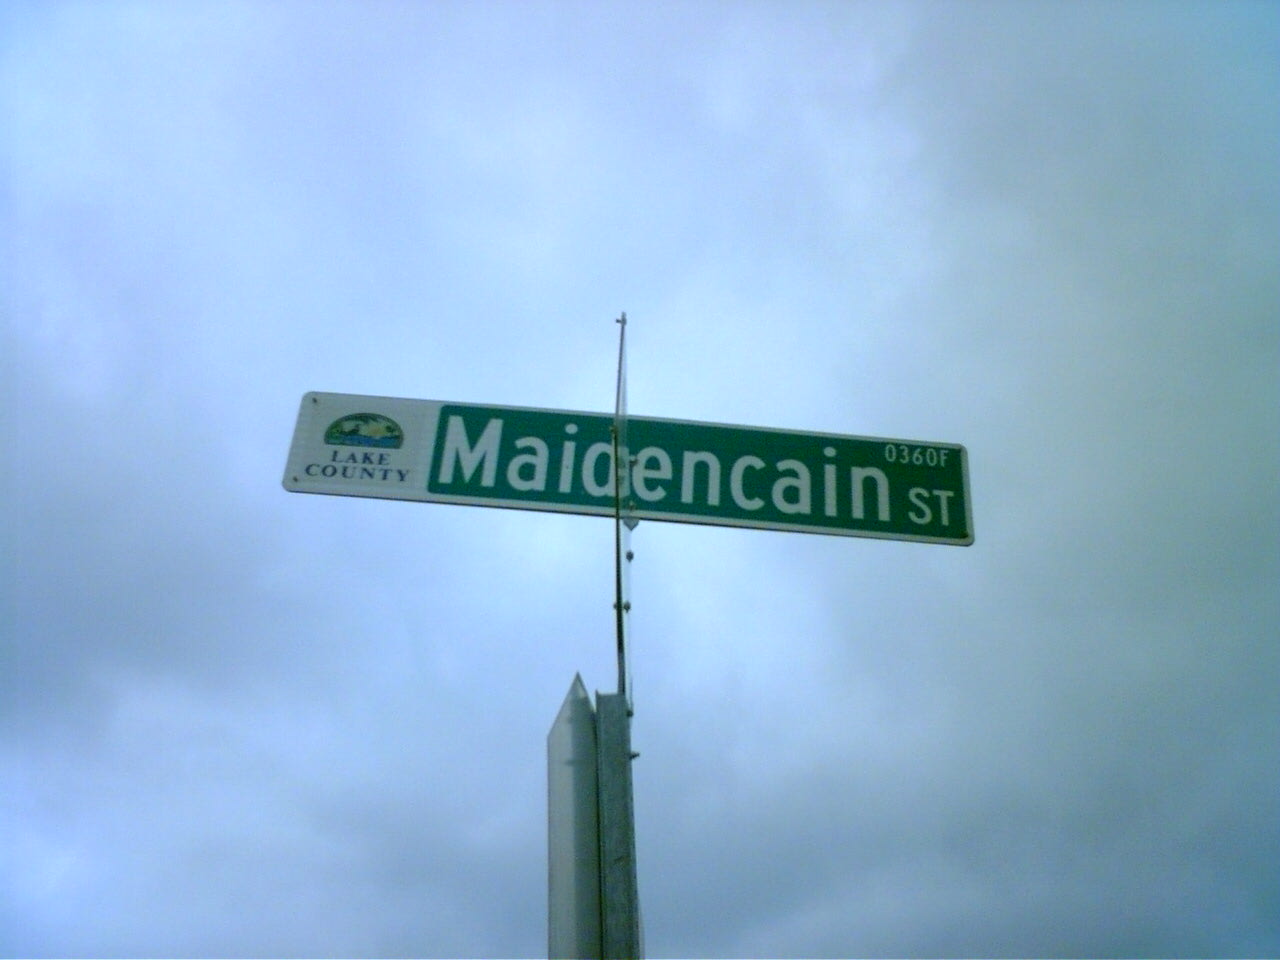 LAKE
COUNTY
Maidencain ST
0360F